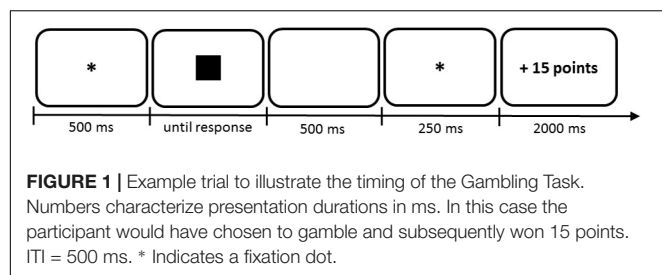 *
*
+ 15 points
500 ms
until response
500 ms
250 ms
2000 ms
FIGURE 1 | Example trial to illustrate the timing of the Gambling Task.
Numbers characterize presentation durations in ms. In this case the
participant would have chosen to gamble and subsequently won 15 points.
ITI = 500 ms. * Indicates a fixation dot.